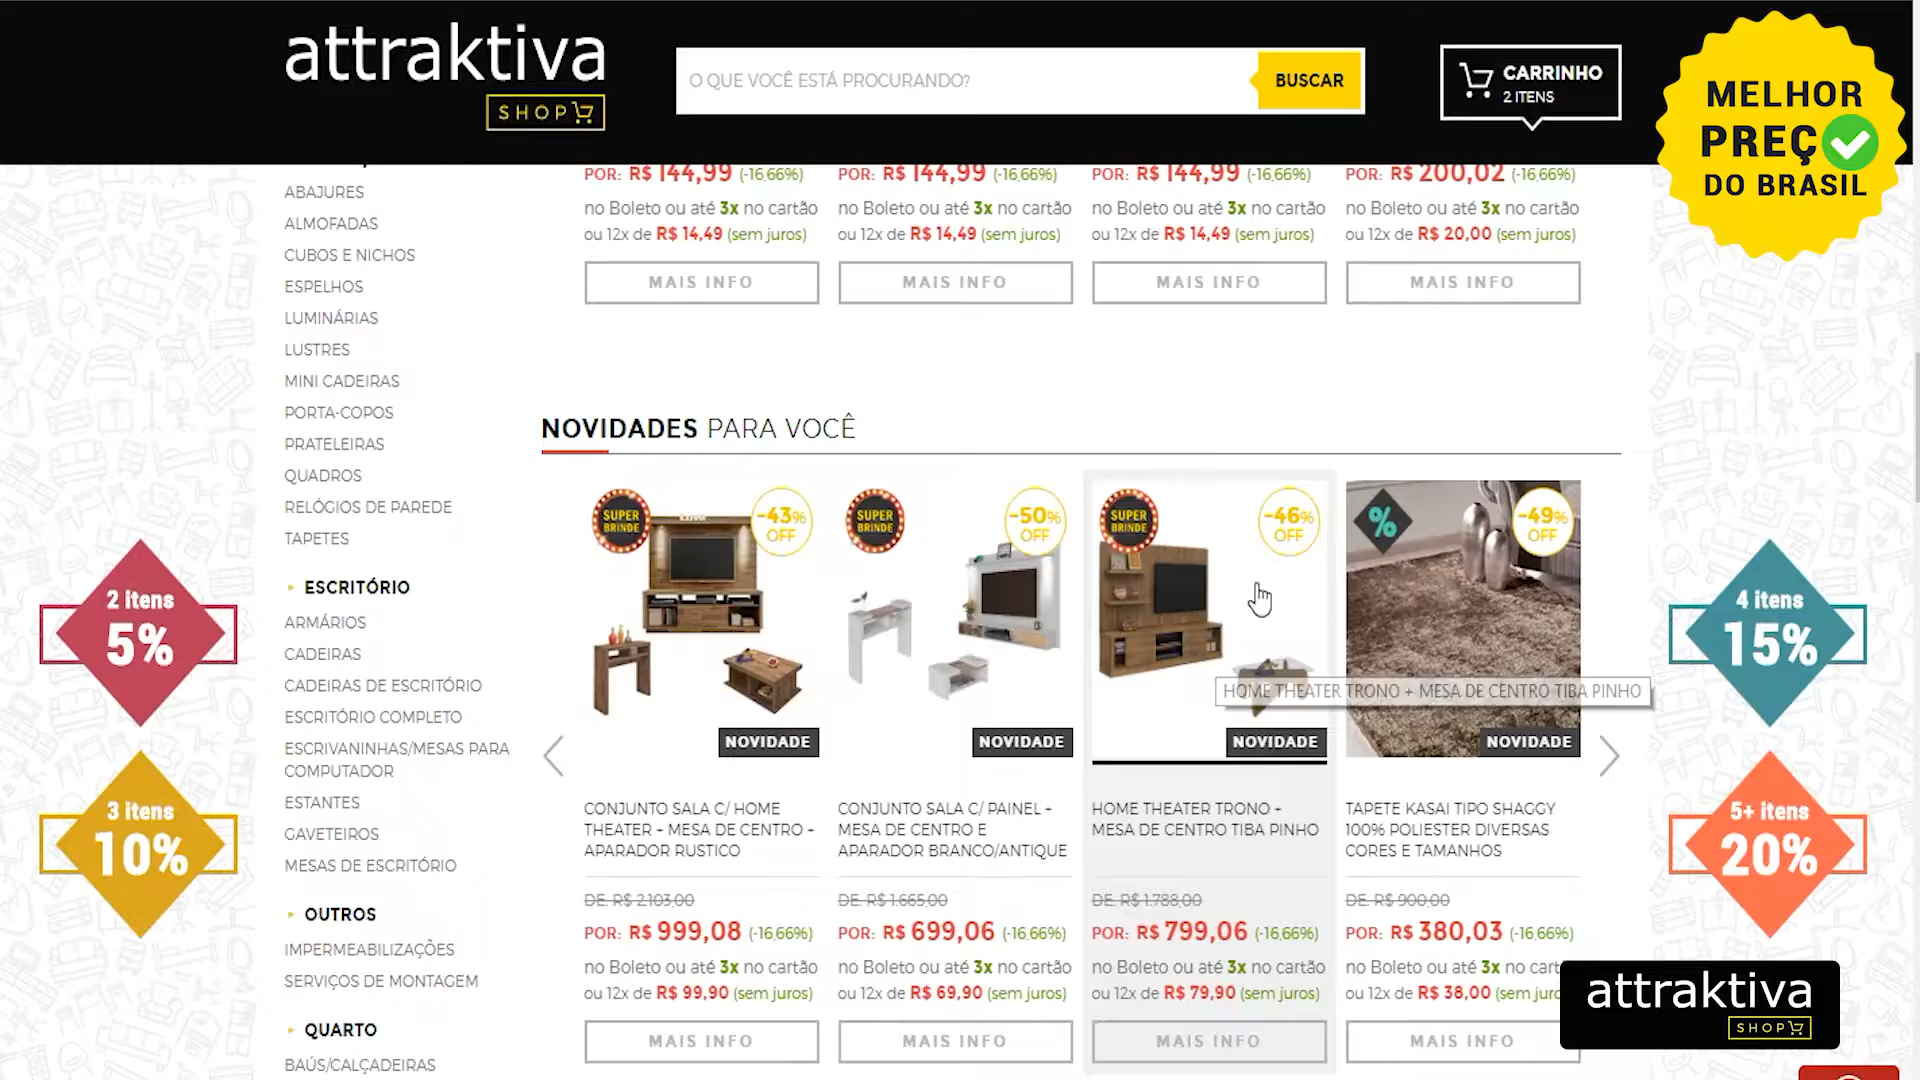 attraktiva
SHOP
O QUE VOCÊ ESTÁ PROCURANDO?
BUSCAR
CARRINHO
2 ITENS
MELHOR
PREÇ
DO BRASIL
ABAJURES
ALMOFADAS
CUBOS E NICHOS
ESPELHOS
LUMINÁRIAS
LUSTRES
MINI CADEIRAS
PORTA-COPOS
PRATELEIRAS
QUADROS
RELÓGIOS DE PAREDE
TAPETES
ESCRITÓRIO
ARMÁRIOS
CADEIRAS
CADEIRAS DE ESCRITÓRIO
ESCRITÓRIO COMPLETO
ESCRIVANINHAS/MESAS PARA
COMPUTADOR
ESTANTES
GAVETEIROS
MESAS DE ESCRITÓRIO
OUTROS
IMPERMEABILIZAÇÕES
SERVIÇOS DE MONTAGEM
QUARTO
BAÚS/CALÇADEIRAS
POR: R$ 144,99 (-16,66%)
no Boleto ou até 3x no cartão
ou 12x de R$ 14,49 (sem juros)
MAIS INFO
POR: R$ 144,99 (-16,66%)
no Boleto ou até 3x no cartão
ou 12x de R$ 14,49 (sem juros)
MAIS INFO
POR: R$ 144,99 (-16,66%)
no Boleto ou até 3x no cartão
ou 12x de R$ 14,49 (sem juros)
MAIS INFO
POR: R$ 200,02 (-16,66%)
no Boleto ou até 3x no cartão
ou 12x de R$ 20,00 (sem juros)
MAIS INFO
NOVIDADES PARA VOCÊ
SUPER
BRINDE
-43%
OFF
NOVIDADE
CONJUNTO SALA C/ HOME
THEATER + MESA DE CENTRO +
APARADOR RUSTICO
DE: R$ 2.103,00
POR: R$ 999,08 (-16,66%)
no Boleto ou até 3x no cartão
ou 12x de R$ 99,90 (sem juros)
MAIS INFO
SUPER
BRINDE
-50%
OFF
NOVIDADE
CONJUNTO SALA C/ PAINEL +
MESA DE CENTRO E
APARADOR BRANCO/ANTIQUE
DE: R$ 1.665,00
POR: R$ 699,06 (-16,66%)
no Boleto ou até 3x no cartão
ou 12x de R$ 69,90 (sem juros)
MAIS INFO
SUPER
BRINDE
-46%
OFF
HOME THEATER TRONO + MESA DE CENTRO TIBA PINHO
NOVIDADE
HOME THEATER TRONO +
MESA DE CENTRO TIBA PINHO
DE: R$ 1.788,00
POR: R$ 799,06 (-16,66%)
no Boleto ou até 3x no cartão
ou 12x de R$ 79,90 (sem juros)
MAIS INFO
%
-49%
OFF
NOVIDADE
TAPETE KASAI TIPO SHAGGY
100% POLIESTER DIVERSAS
CORES E TAMANHOS
DE: R$ 900,00
POR: R$ 380,03 (-16,66%)
no Boleto ou até 3x no cart
ou 12x de R$ 38,00 (sem juro
MAIS INFO
2 itens
5%
3 itens
10%
4 itens
15%
5+ itens
20%
attraktiva
SHOP